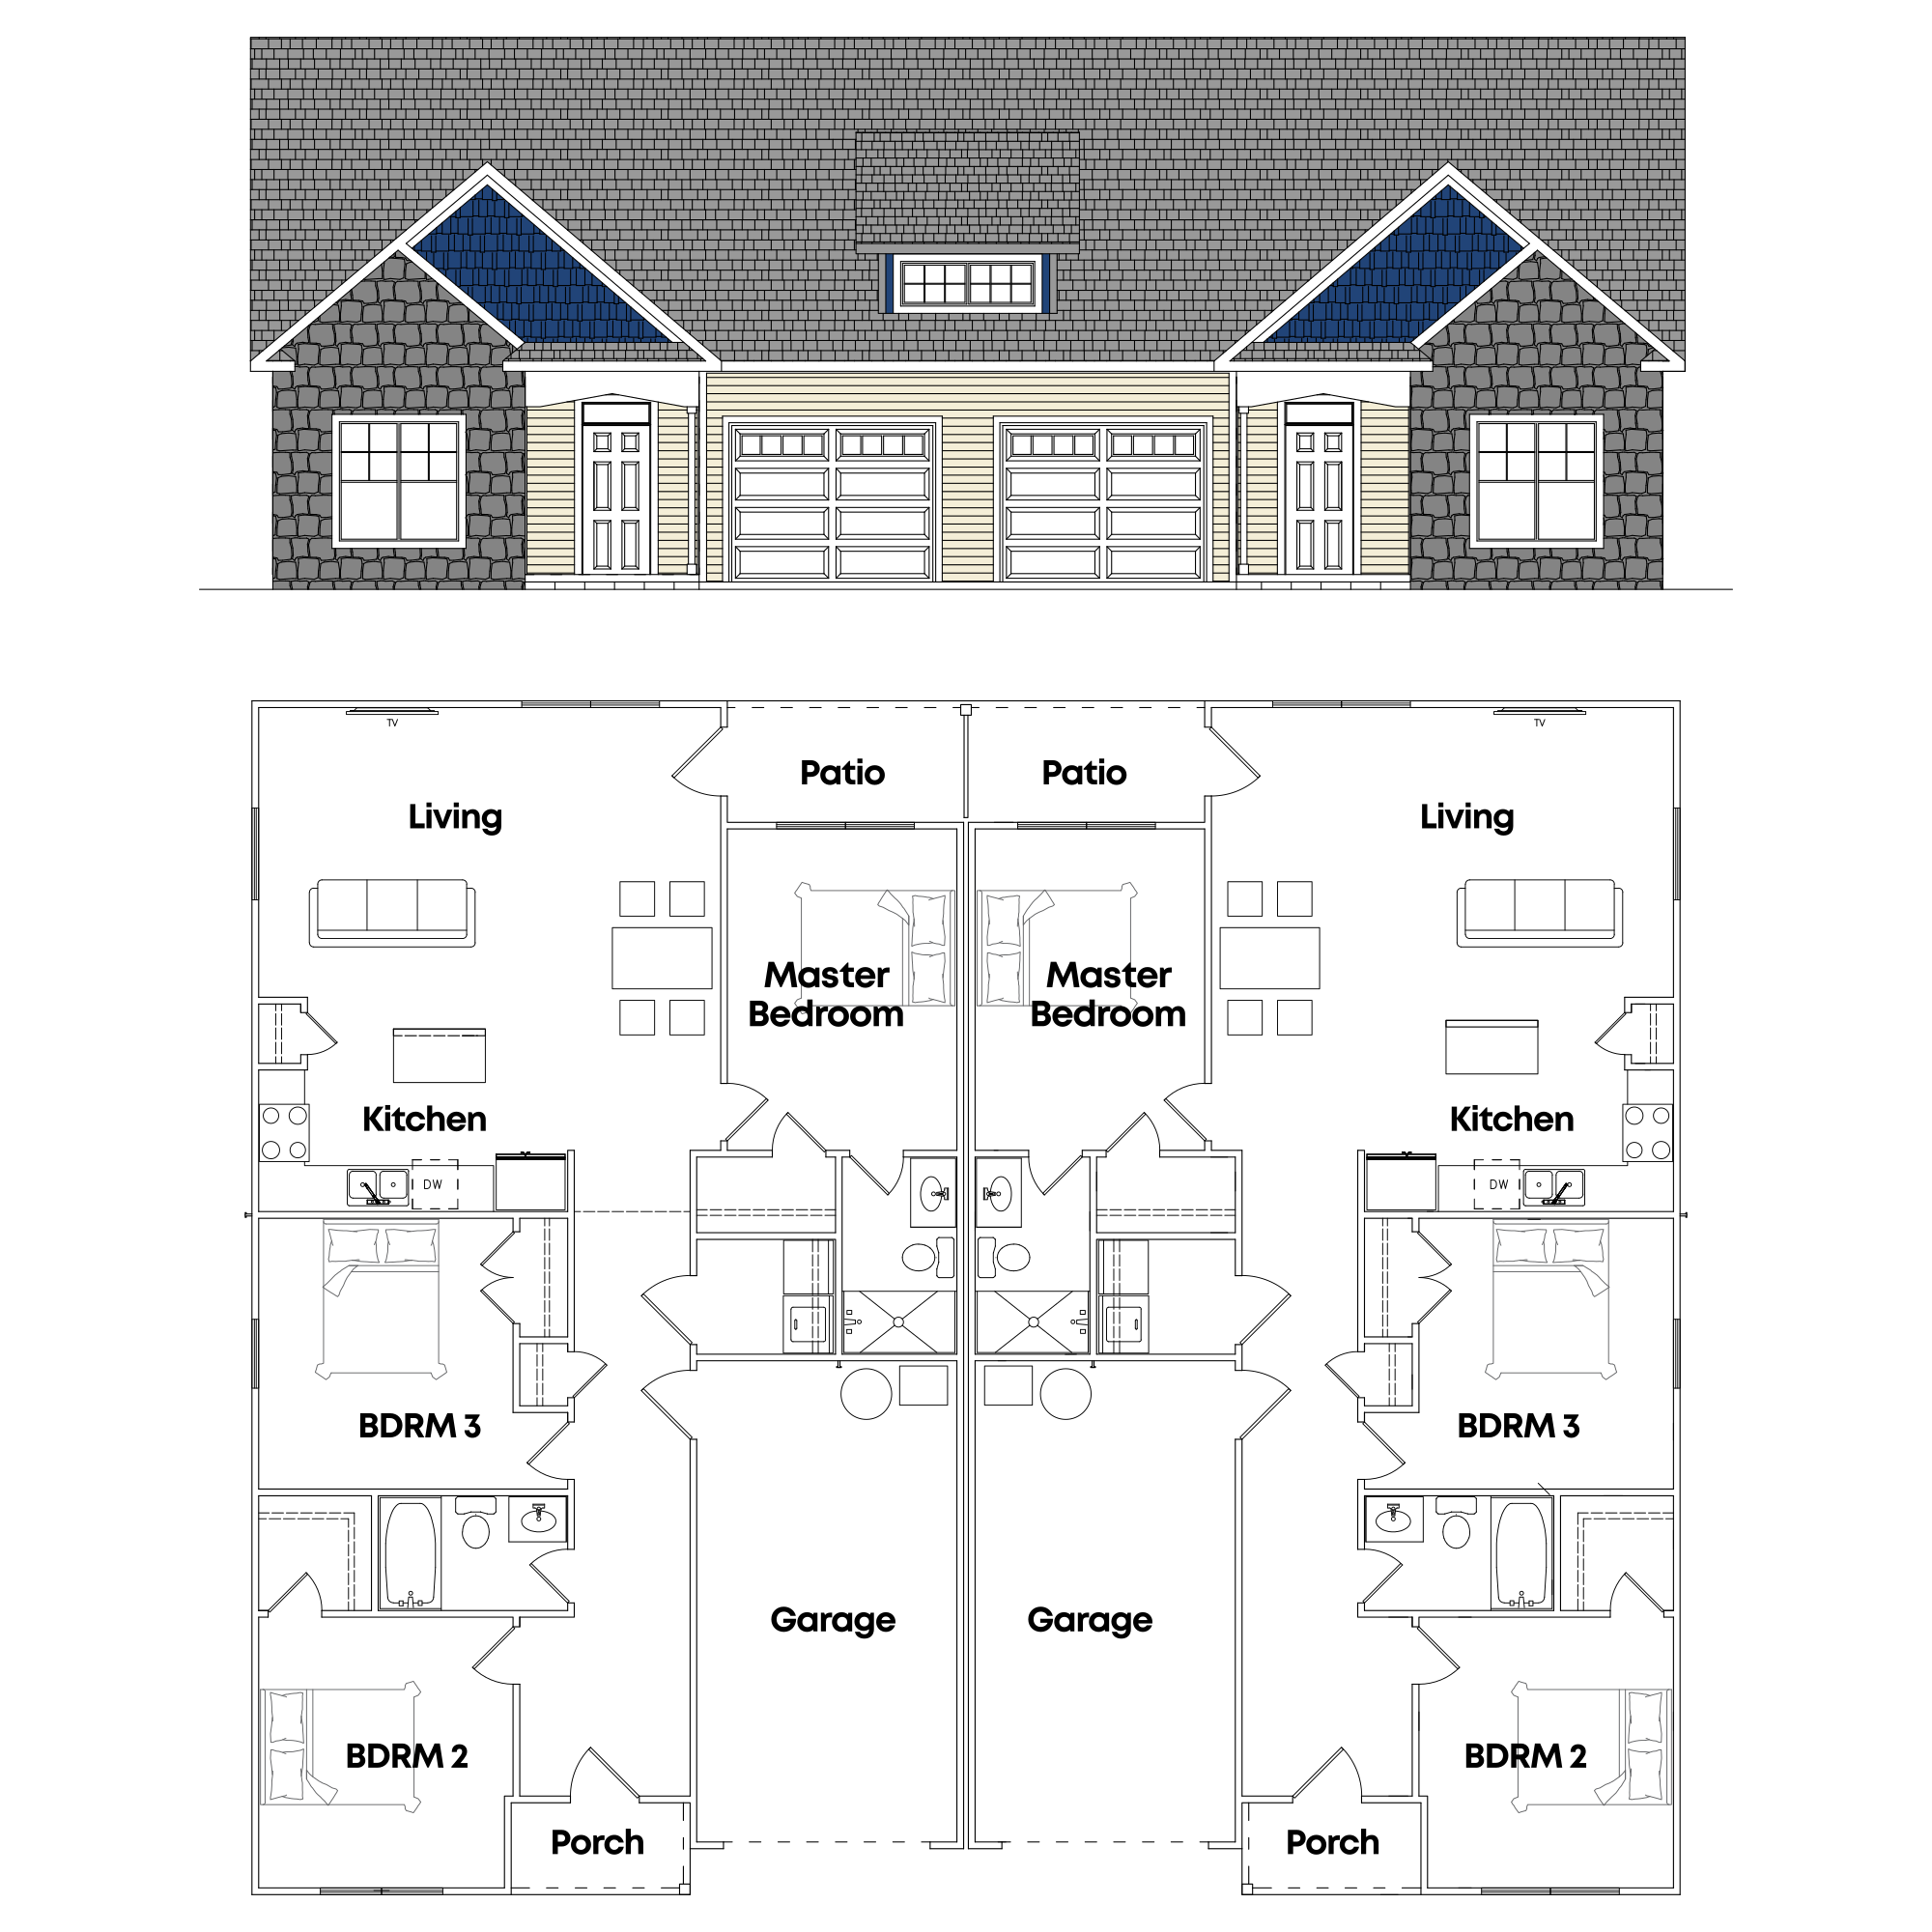 TV
TV
Patio
Patio
Living
Living
Master
Bedroom
Master
Bedroom
Kitchen
Kitchen
DW
DW
BDRM 3
BDRM 3
Garage
Garage
BDRM 2
BDRM 2
Porch
Porch